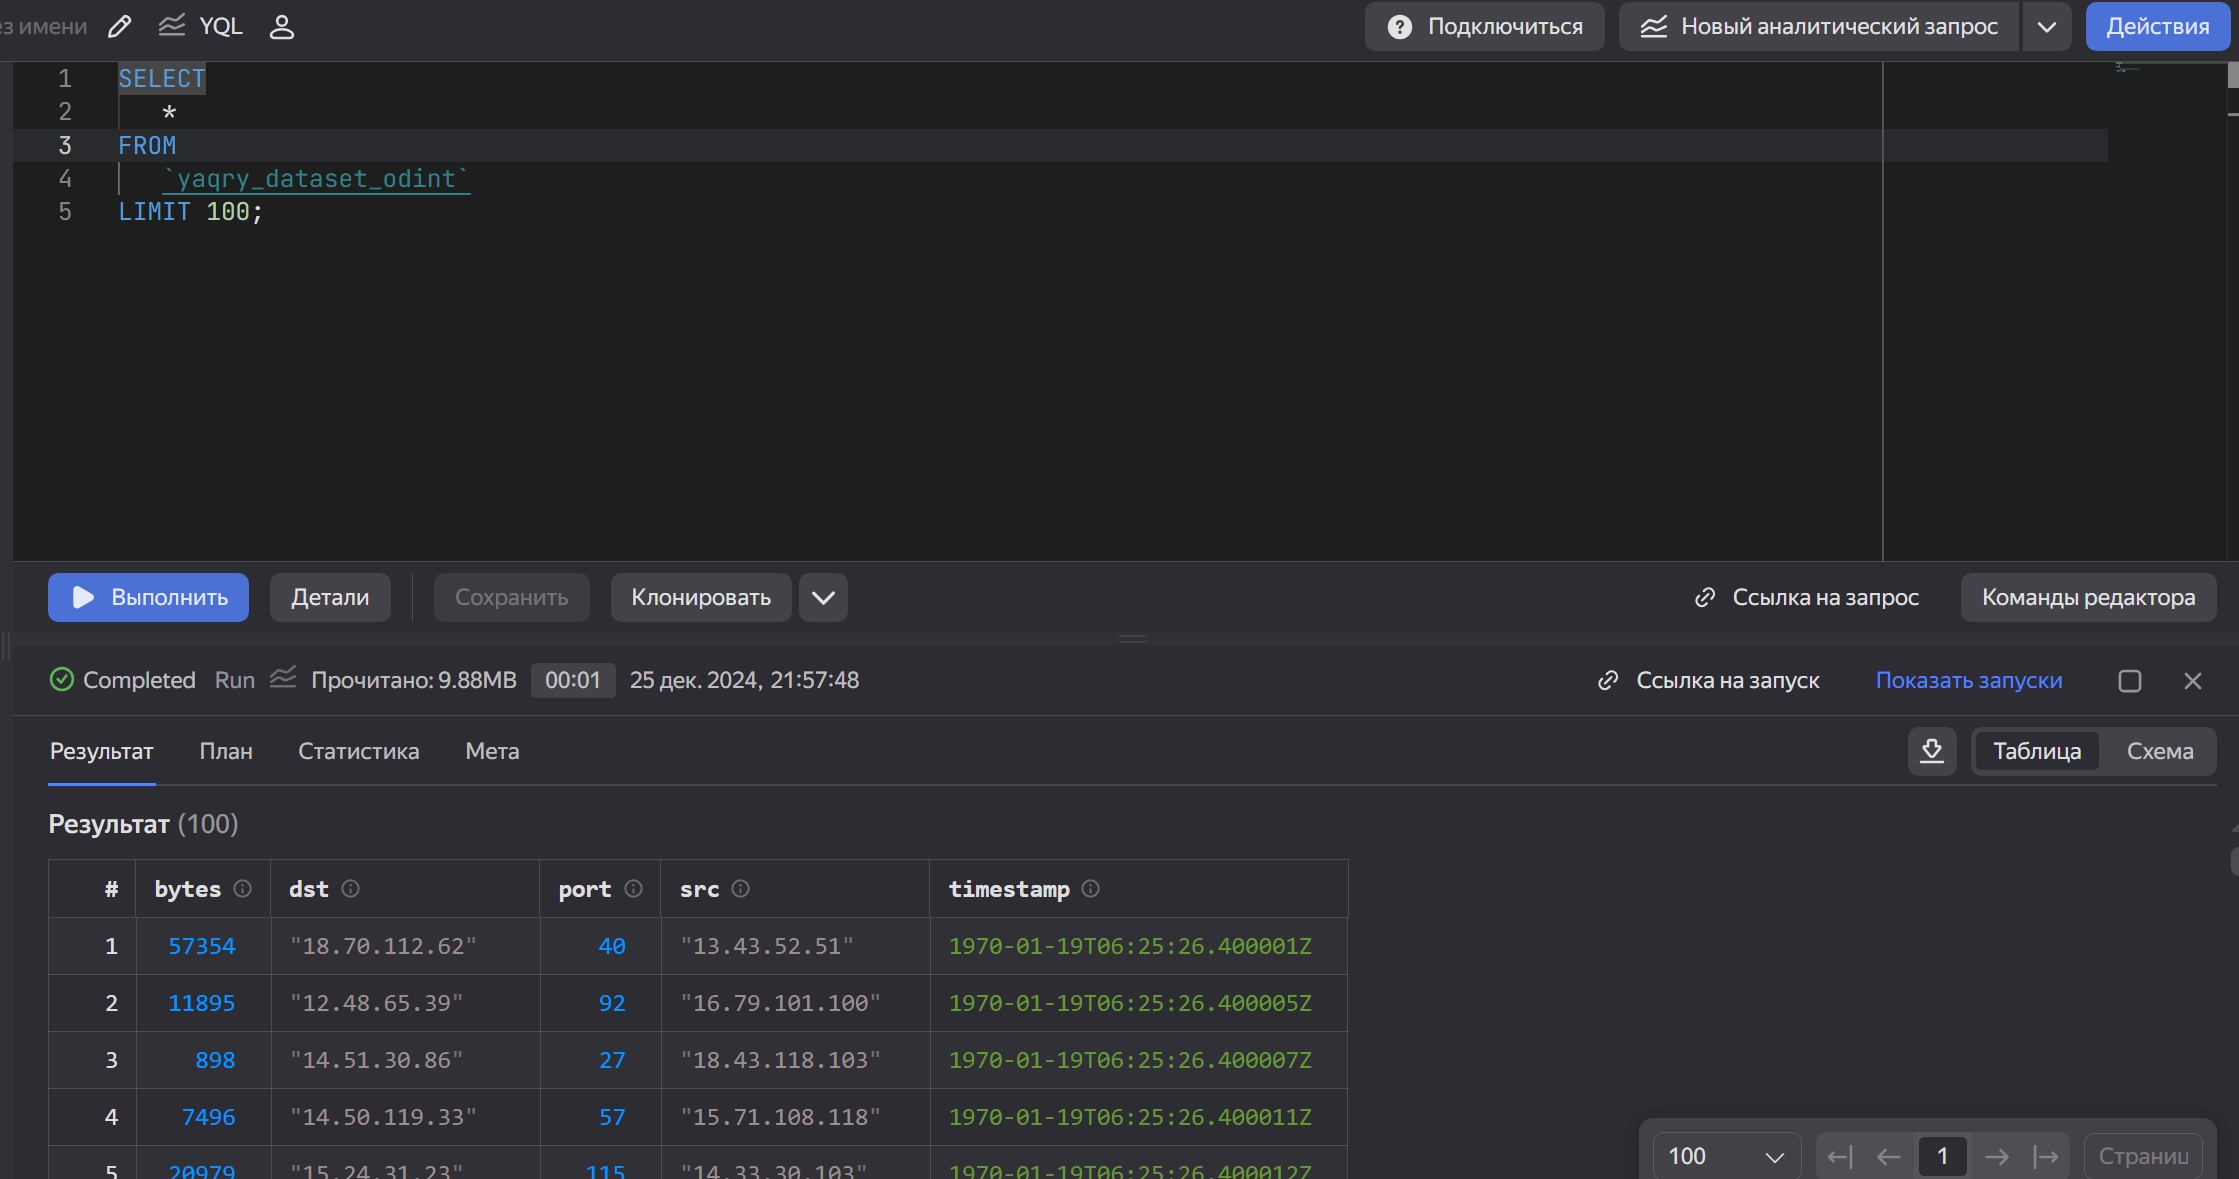 ез имени YQL Подключиться Новый аналитический запрос Действия
1 SELECT
2 *
3 FROM
4 `yaqry_dataset_odint`
5 LIMIT 100;
Выполнить Детали Сохранить Клонировать Ссылка на запрос Команды редактора
Completed Run Прочитано: 9.88MB 00:01 25 дек. 2024, 21:57:48 Ссылка на запуск Показать запуски
Результат План Статистика Мета Таблица Схема
Результат (100)
# bytes dst port src timestamp
1 57354 "18.70.112.62" 40 "13.43.52.51" 1970-01-19T06:25:26.400001Z
2 11895 "12.48.65.39" 92 "16.79.101.100" 1970-01-19T06:25:26.400005Z
3 898 "14.51.30.86" 27 "18.43.118.103" 1970-01-19T06:25:26.400007Z
4 7496 "14.50.119.33" 57 "15.71.108.118" 1970-01-19T06:25:26.400011Z
5 20979 "15.24.31.23" 115 "14.33.30.103" 1970-01-19T06:25:26.400012Z
100 1 Страниц